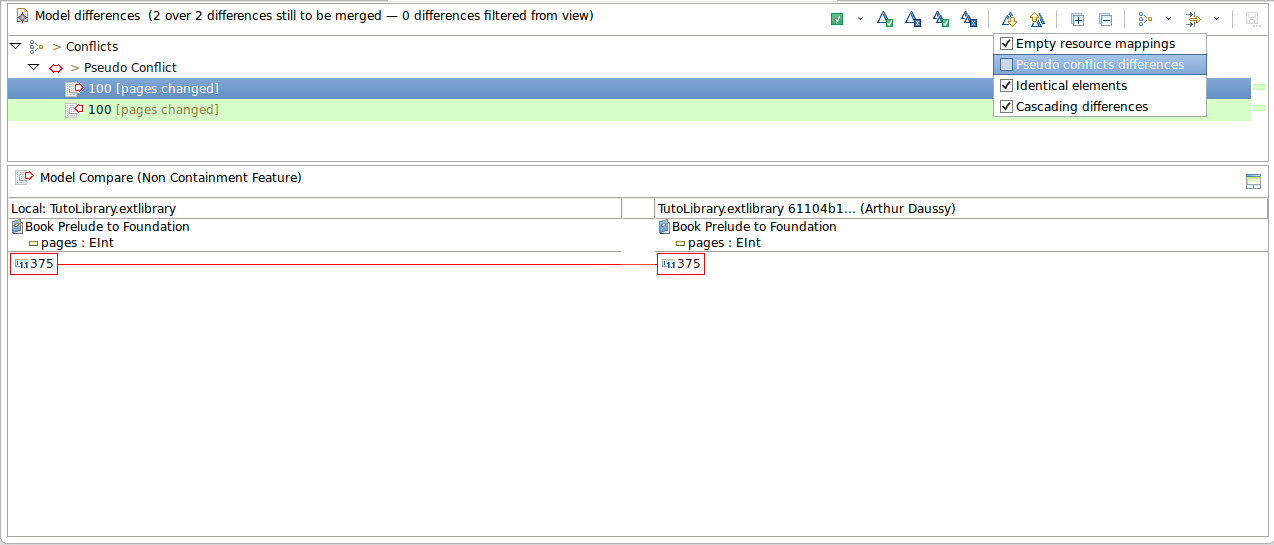 Model differences (2 over 2 differences still to be merged — 0 differences filtered from view)
> Conflicts
> Pseudo Conflict
100 [pages changed]
100 [pages changed]
Empty resource mappings
Pseudo conflicts differences
Identical elements
Cascading differences
Model Compare (Non Containment Feature)
Local: TutoLibrary.extlibrary
TutoLibrary.extlibrary 61104b1... (Arthur Daussy)
Book Prelude to Foundation
pages : EInt
Book Prelude to Foundation
pages : EInt
375
375